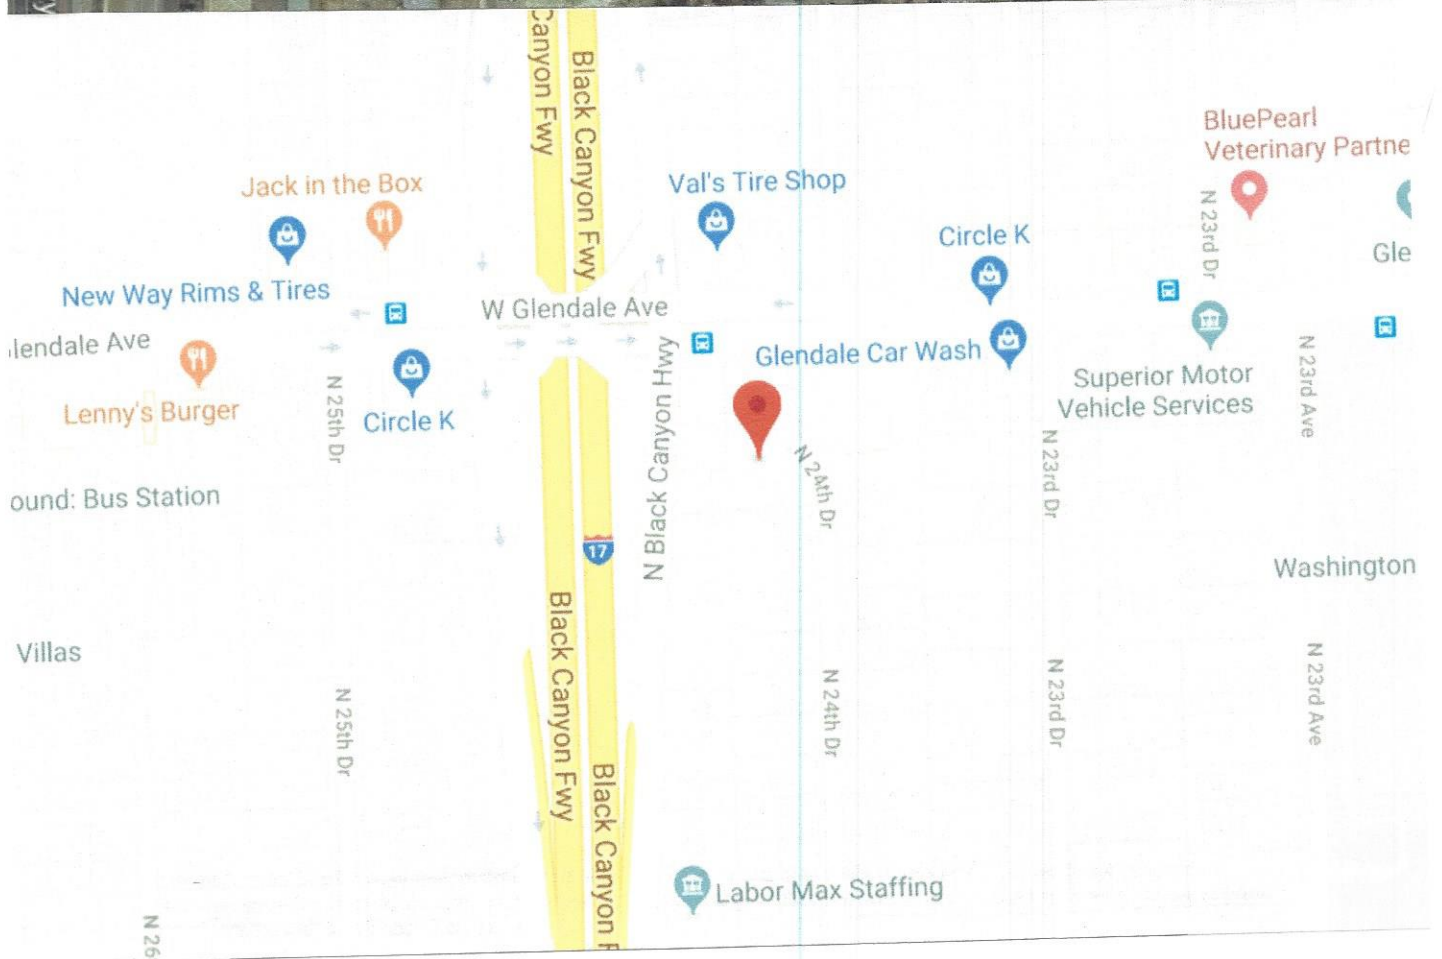 Canyon Fwy
Black Canyon Fwy
BluePearl
Veterinary Partne
Jack in the Box
Val's Tire Shop
N 23rd Dr
Circle K
Gle
New Way Rims & Tires
W Glendale Ave
lendale Ave
Glendale Car Wash
N Black Canyon Hwy
Superior Motor
Vehicle Services
N 23rd Ave
Lenny's Burger
N 25th Dr
Circle K
N 24th Dr
N 23rd Dr
ound: Bus Station
17
Washington
Black Canyon Fwy
Villas
N 25th Dr
N 24th Dr
N 23rd Dr
N 23rd Ave
Black Canyon F
Labor Max Staffing
N 26